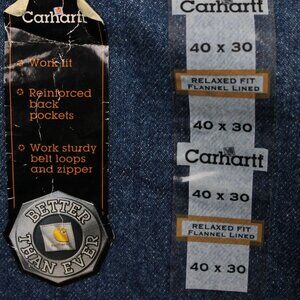 Carhartt
Work fit
Reinforced
back
pockets
Work sturdy
belt loops
and zipper
BETTER
THAN EVER
Carhartt
40 x 30
RELAXED FIT
FLANNEL LINED
40 x 30
Carhartt
40 x 30
RELAXED FIT
FLANNEL LINED
40 x 30